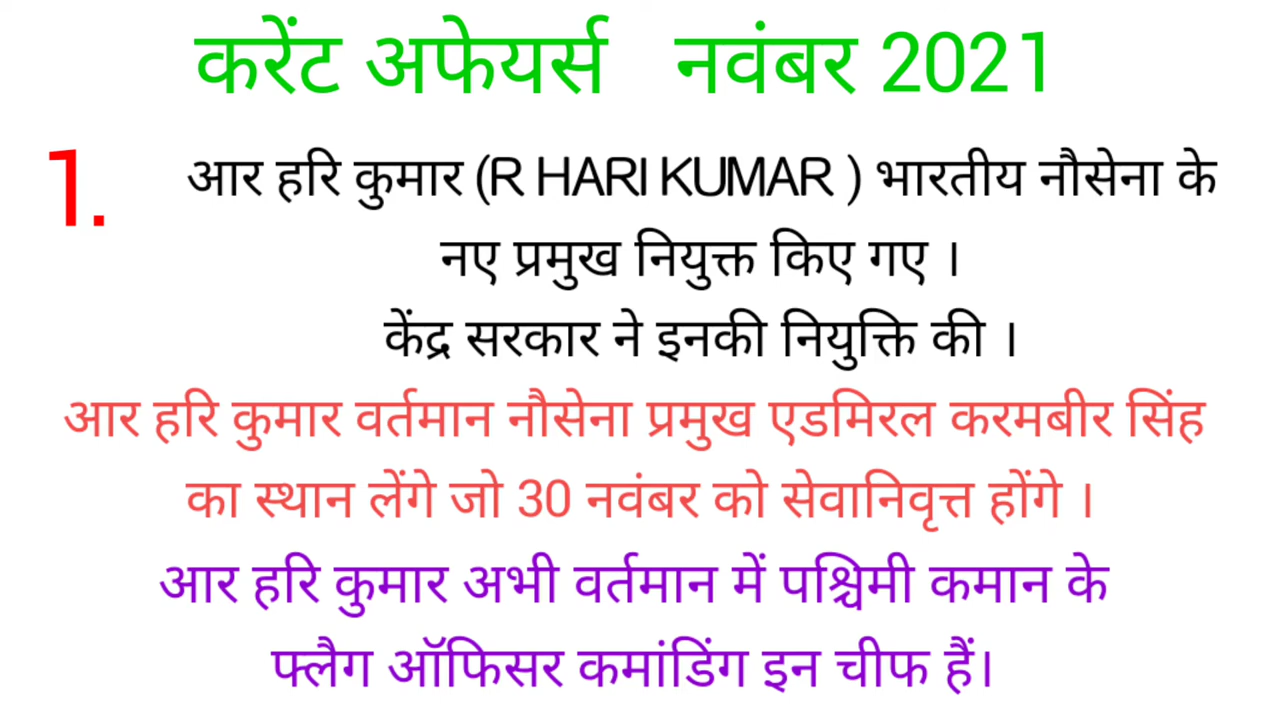 करेंट अफेयर्स नवंबर 2021
1. आर हरि कुमार (R HARI KUMAR ) भारतीय नौसेना के
नए प्रमुख नियुक्त किए गए ।
केंद्र सरकार ने इनकी नियुक्ति की ।
आर हरि कुमार वर्तमान नौसेना प्रमुख एडमिरल करमबीर सिंह
का स्थान लेंगे जो 30 नवंबर को सेवानिवृत्त होंगे ।
आर हरि कुमार अभी वर्तमान में पश्चिमी कमान के
फ्लैग ऑफिसर कमांडिंग इन चीफ हैं।